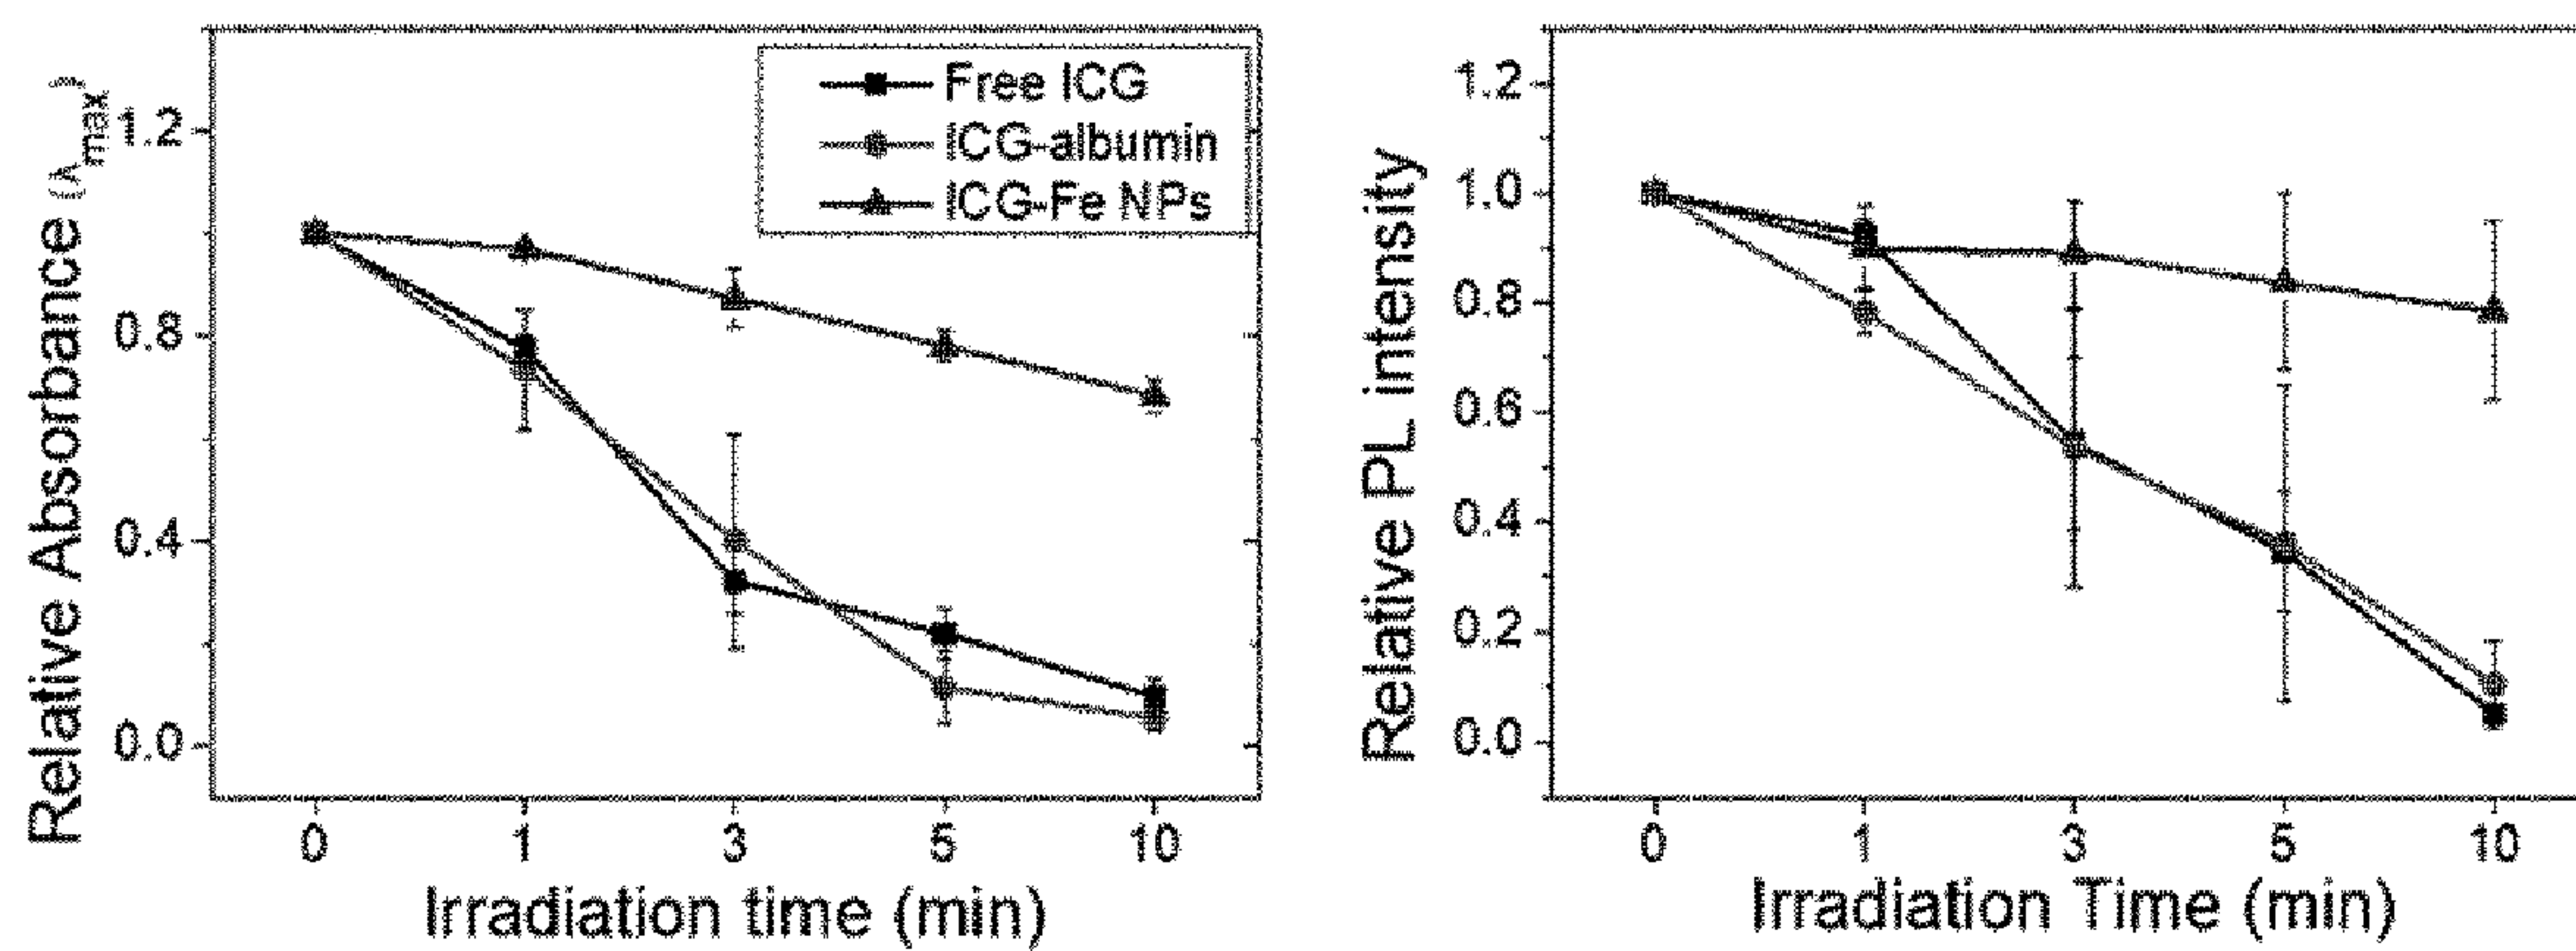 Relative Absorbance (λmax)
1.2
0.8
0.4
0.0
Free ICG
ICG-albumin
ICG-Fe NPs
0 1 3 5 10
Irradiation time (min)
Relative PL intensity
1.2
1.0
0.8
0.6
0.4
0.2
0.0
0 1 3 5 10
Irradiation Time (min)